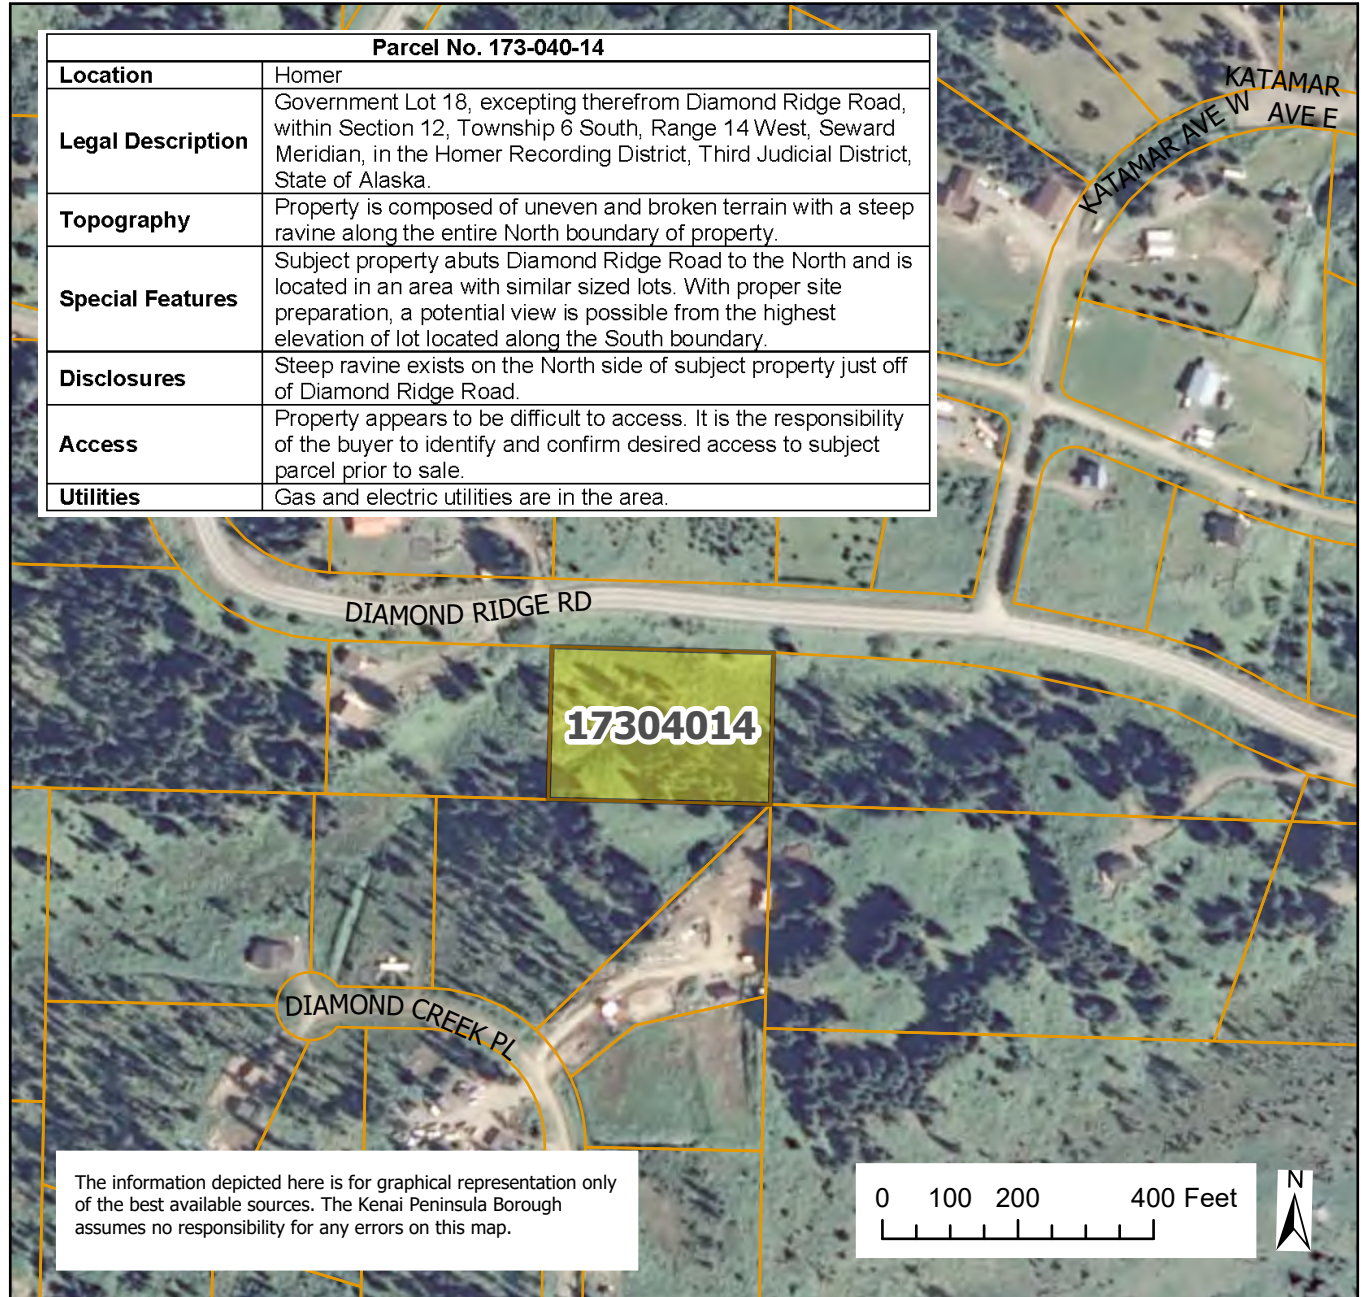 Parcel No. 173-040-14
Location Homer
Legal Description Government Lot 18, excepting therefrom Diamond Ridge Road,
within Section 12, Township 6 South, Range 14 West, Seward
Meridian, in the Homer Recording District, Third Judicial District,
State of Alaska.
Topography Property is composed of uneven and broken terrain with a steep
ravine along the entire North boundary of property.
Special Features Subject property abuts Diamond Ridge Road to the North and is
located in an area with similar sized lots. With proper site
preparation, a potential view is possible from the highest
elevation of lot located along the South boundary.
Disclosures Steep ravine exists on the North side of subject property just off
of Diamond Ridge Road.
Access Property appears to be difficult to access. It is the responsibility
of the buyer to identify and confirm desired access to subject
parcel prior to sale.
Utilities Gas and electric utilities are in the area.
KATAMAR
AVE E
KATAMAR AVE W
DIAMOND RIDGE RD
17304014
DIAMOND CREEK PL
The information depicted here is for graphical representation only
of the best available sources. The Kenai Peninsula Borough
assumes no responsibility for any errors on this map.
0 100 200 400 Feet
N